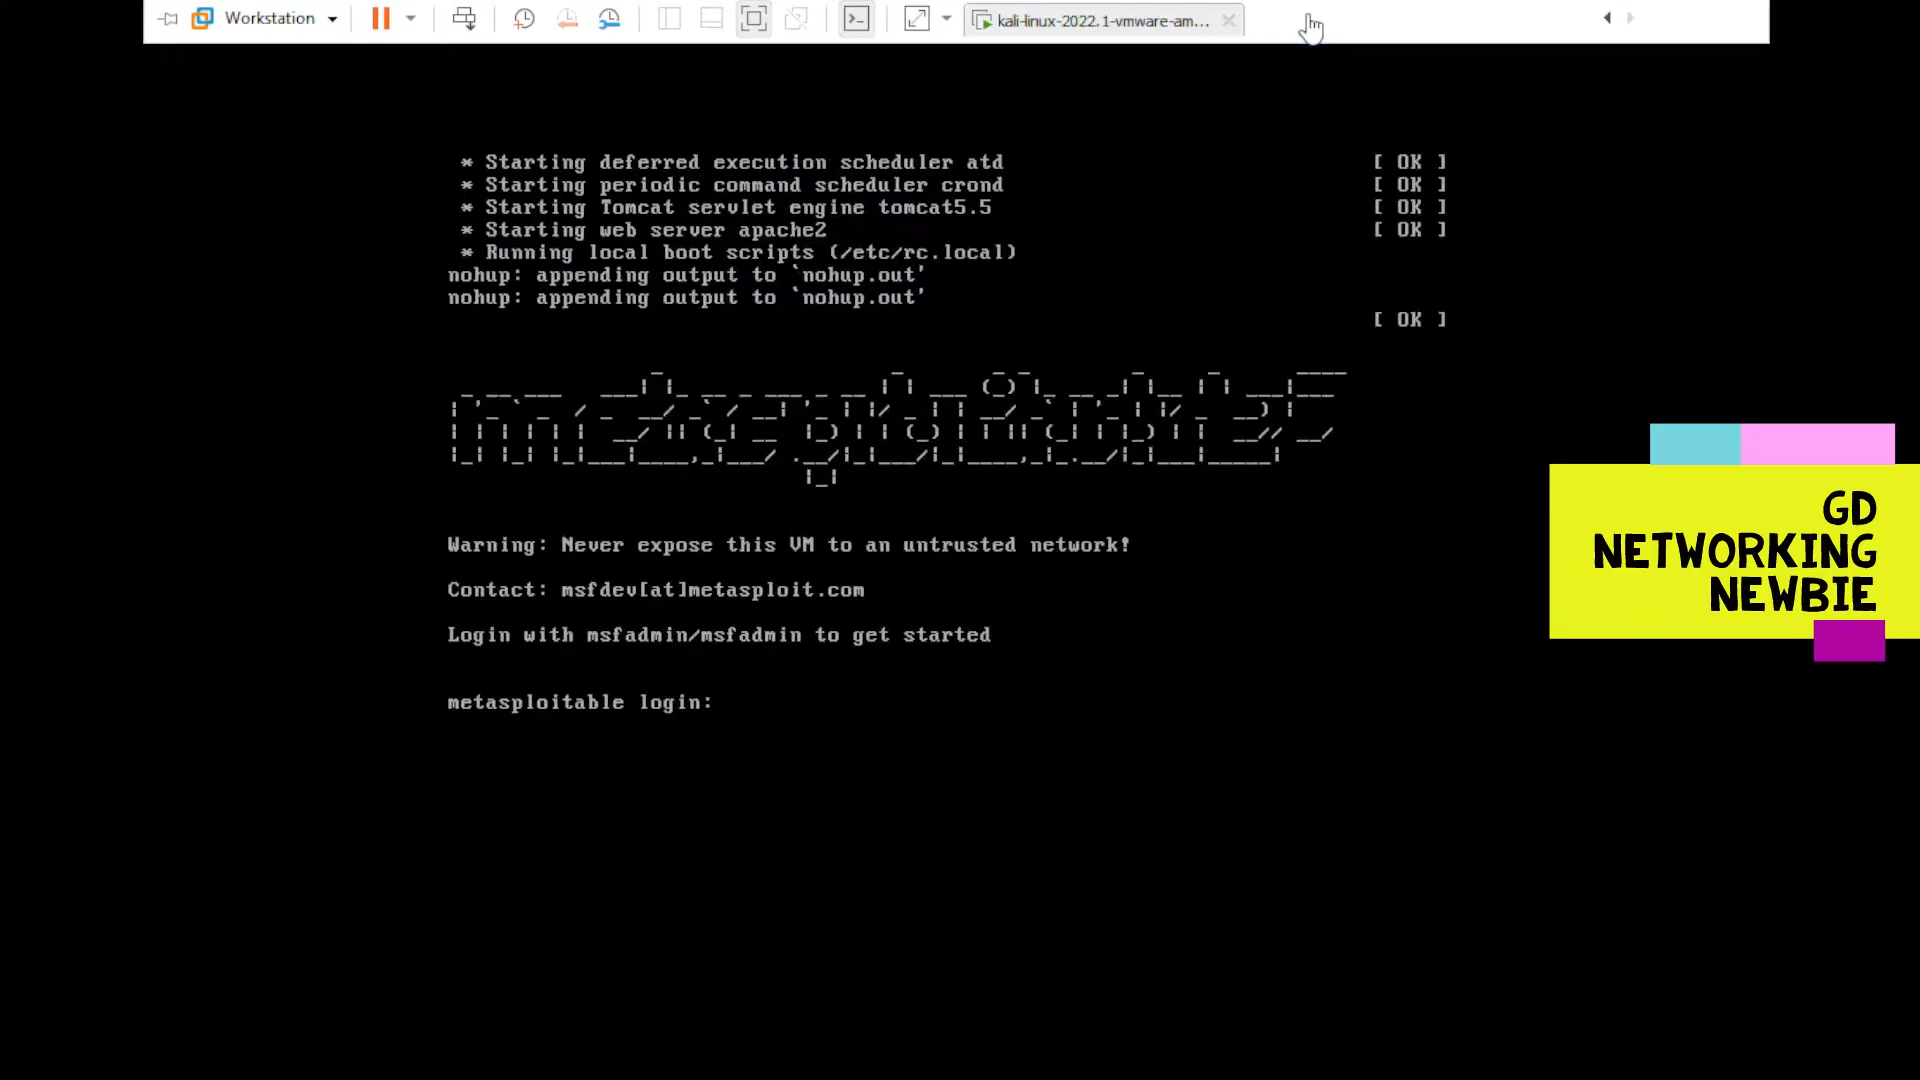 Workstation
kali-linux-2022.1-vmware-am...
* Starting deferred execution scheduler atd [ OK ]
* Starting periodic command scheduler crond [ OK ]
* Starting Tomcat servlet engine tomcat5.5 [ OK ]
* Starting web server apache2 [ OK ]
* Running local boot scripts (/etc/rc.local)
nohup: appending output to `nohup.out'
nohup: appending output to `nohup.out'
[ OK ]
Warning: Never expose this VM to an untrusted network!
Contact: msfdev[at]metasploit.com
Login with msfadmin/msfadmin to get started
metasploitable login:
GD
NETWORKING
NEWBIE